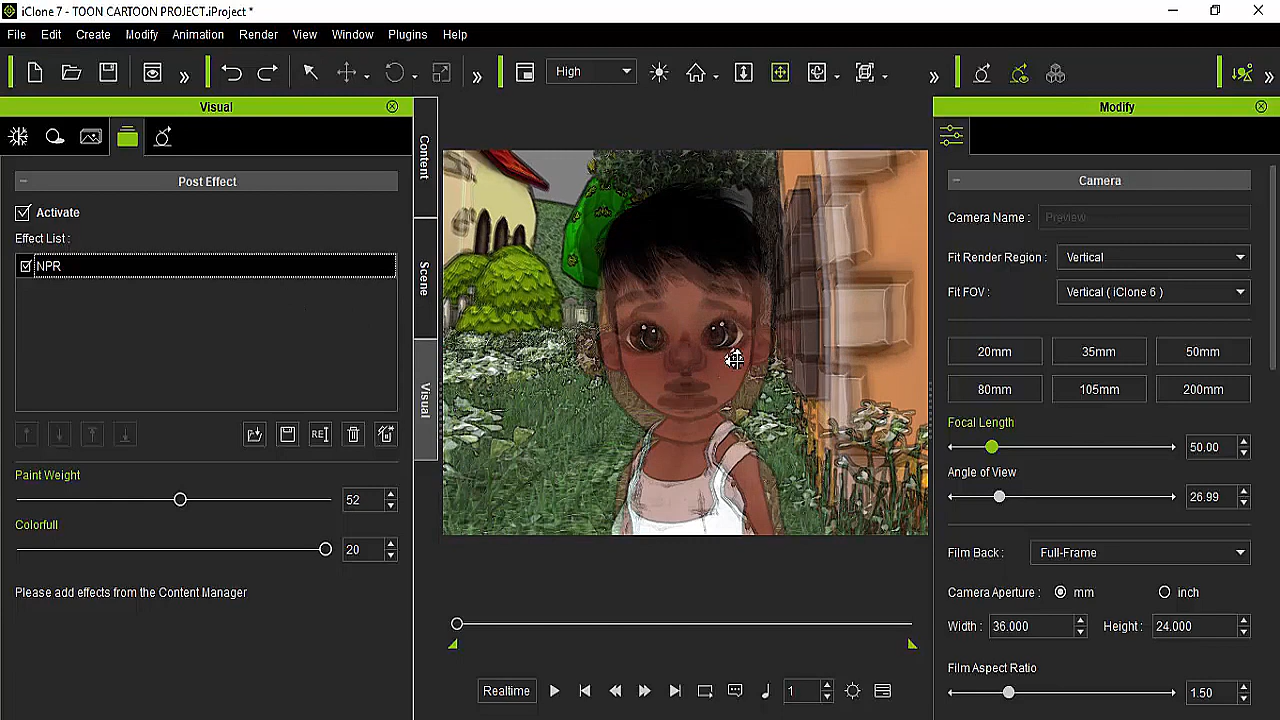 iClone 7 - TOON CARTOON PROJECT.iProject *
File Edit Create Modify Animation Render View Window Plugins Help
High
Visual
Content
Scene
Visual
Post Effect
Activate
Effect List :
NPR
REI
Paint Weight
52
Colorfull
20
Please add effects from the Content Manager
Realtime
1
Modify
Camera
Camera Name : Preview
Fit Render Region : Vertical
Fit FOV : Vertical ( iClone 6 )
20mm 35mm 50mm
80mm 105mm 200mm
Focal Length
50.00
Angle of View
26.99
Film Back : Full-Frame
Camera Aperture : mm inch
Width : 36.000 Height : 24.000
Film Aspect Ratio
1.50